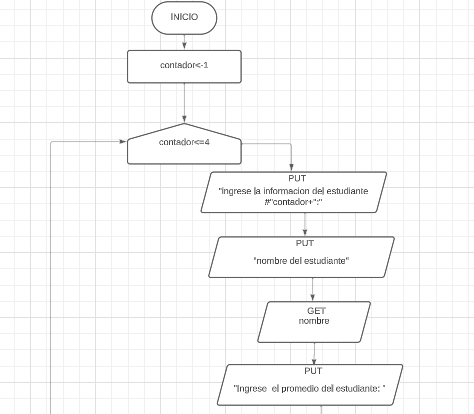 INICIO
contador<-1
contador<=4
PUT
"Ingrese la informacion del estudiante
#"contador+":"
PUT
"nombre del estudiante"
GET
nombre
PUT
"Ingrese  el promedio del estudiante: "